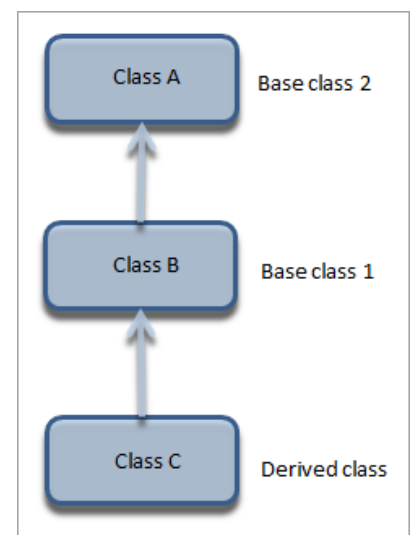 Class A
Base class 2
Class B
Base class 1
Class C
Derived class